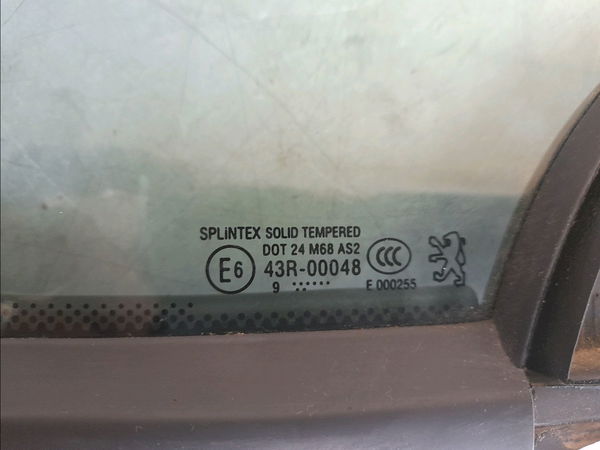 SPLiNTEX SOLID TEMPERED
DOT 24 M68 AS2
E6 43R-00048 CCC
9 E 000255